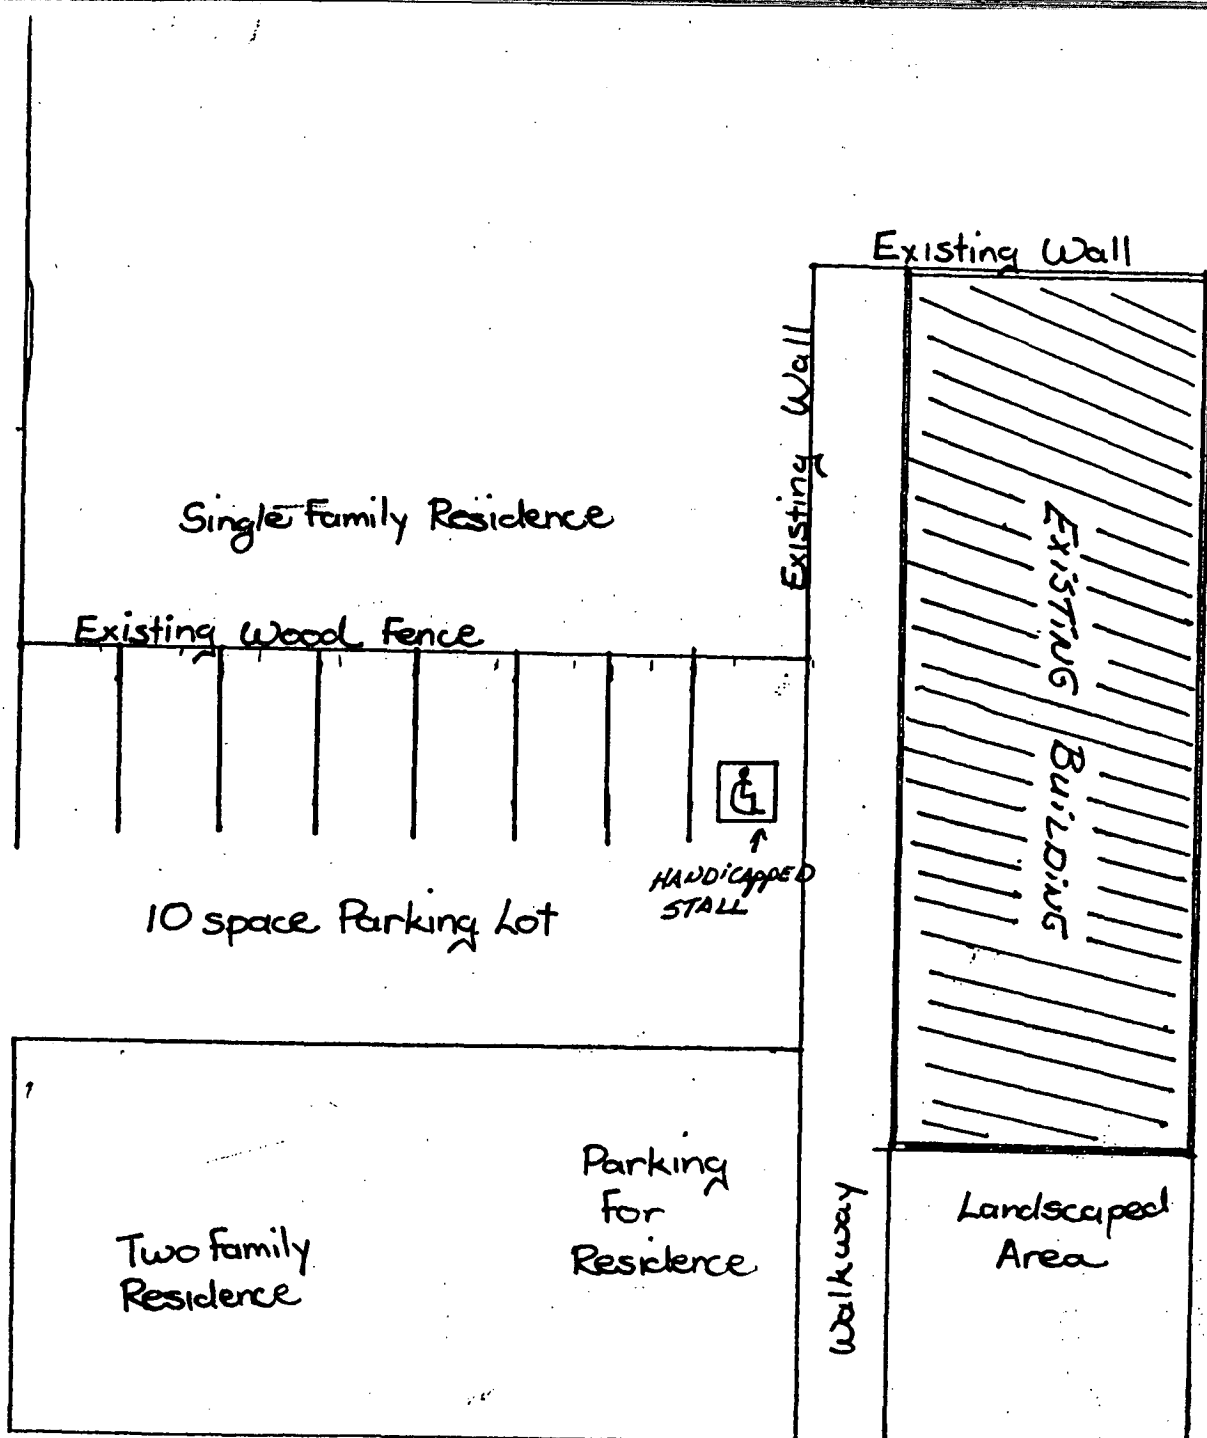 Existing Wall
Existing Wall
Single Family Residence
Existing Wood Fence
EXISTING BUILDING
HANDICAPPED
STALL
10 space Parking Lot
Parking
For
Residence
Two Family
Residence
Walkway
Landscaped
Area